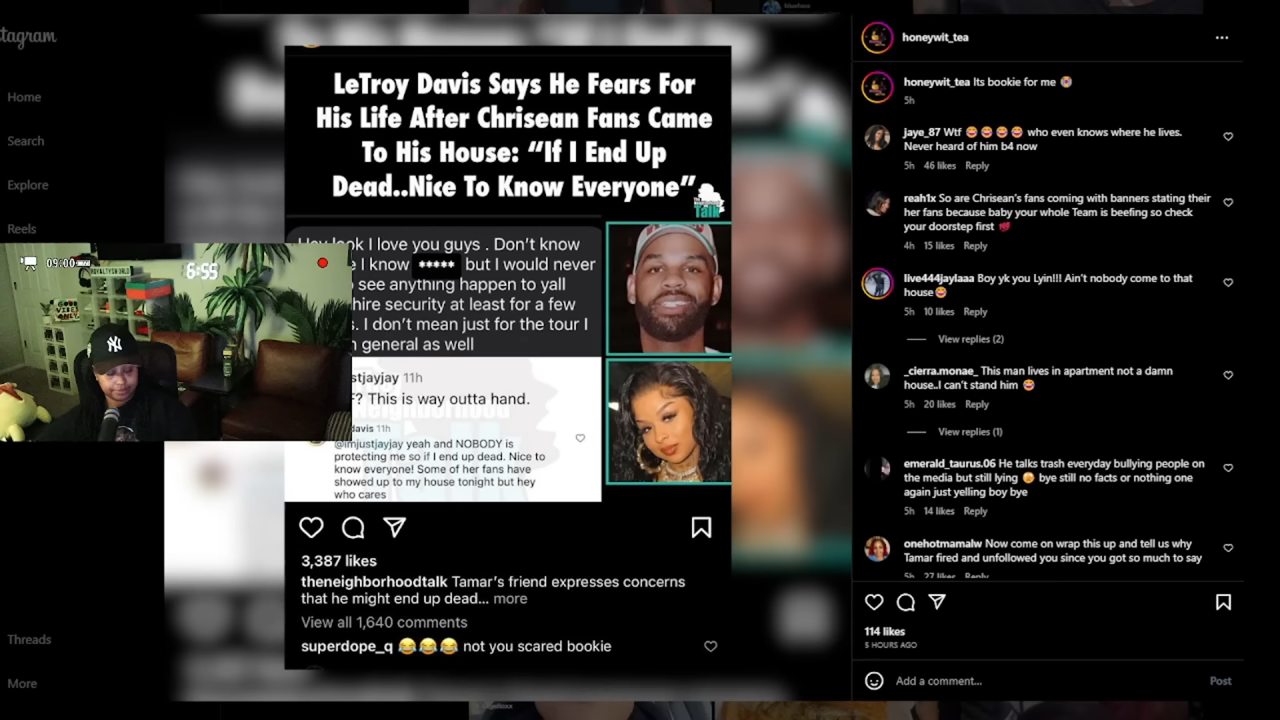 tagram
Home
Search
Explore
Reels
Threads
More
09:00
6:55
LeTroy Davis Says He Fears For
His Life After Chrisean Fans Came
To His House: “If I End Up
Dead..Nice To Know Everyone”
Talk
look I love you guys . Don’t know
I know ***** but I would never
see anything happen to yall
hire security at least for a few
. I don’t mean just for the tour I
general as well
stjayjay 11h
? This is way outta hand.
davis 11h
@imjustjayjay yeah and NOBODY is
protecting me so if I end up dead. Nice to
know everyone! Some of her fans have
showed up to my house tonight but hey
who cares
3,387 likes
theneighborhoodtalk Tamar’s friend expresses concerns
that he might end up dead... more
View all 1,640 comments
superdope_q 😂😂😂 not you scared bookie
honeywit_tea
honeywit_tea Its bookie for me
5h
jaye_87 Wtf 😂😂😂😂 who even knows where he lives.
Never heard of him b4 now
5h 46 likes Reply
reah1x So are Chrisean's fans coming with banners stating their
her fans because baby your whole Team is beefing so check
your doorstep first 💯
4h 15 likes Reply
live444jaylaaa Boy yk you Lyin!!! Ain't nobody come to that
house😂
5h 10 likes Reply
View replies (2)
_cierra.monae_ This man lives in apartment not a damn
house..I can't stand him 😂
5h 20 likes Reply
View replies (1)
emerald_taurus.06 He talks trash everyday bullying people on
the media but still lying bye still no facts or nothing one
again just yelling boy bye
5h 14 likes Reply
onehotmamalw Now come on wrap this up and tell us why
Tamar fired and unfollowed you since you got so much to say
5h 27 likes Reply
114 likes
5 HOURS AGO
Add a comment...
Post